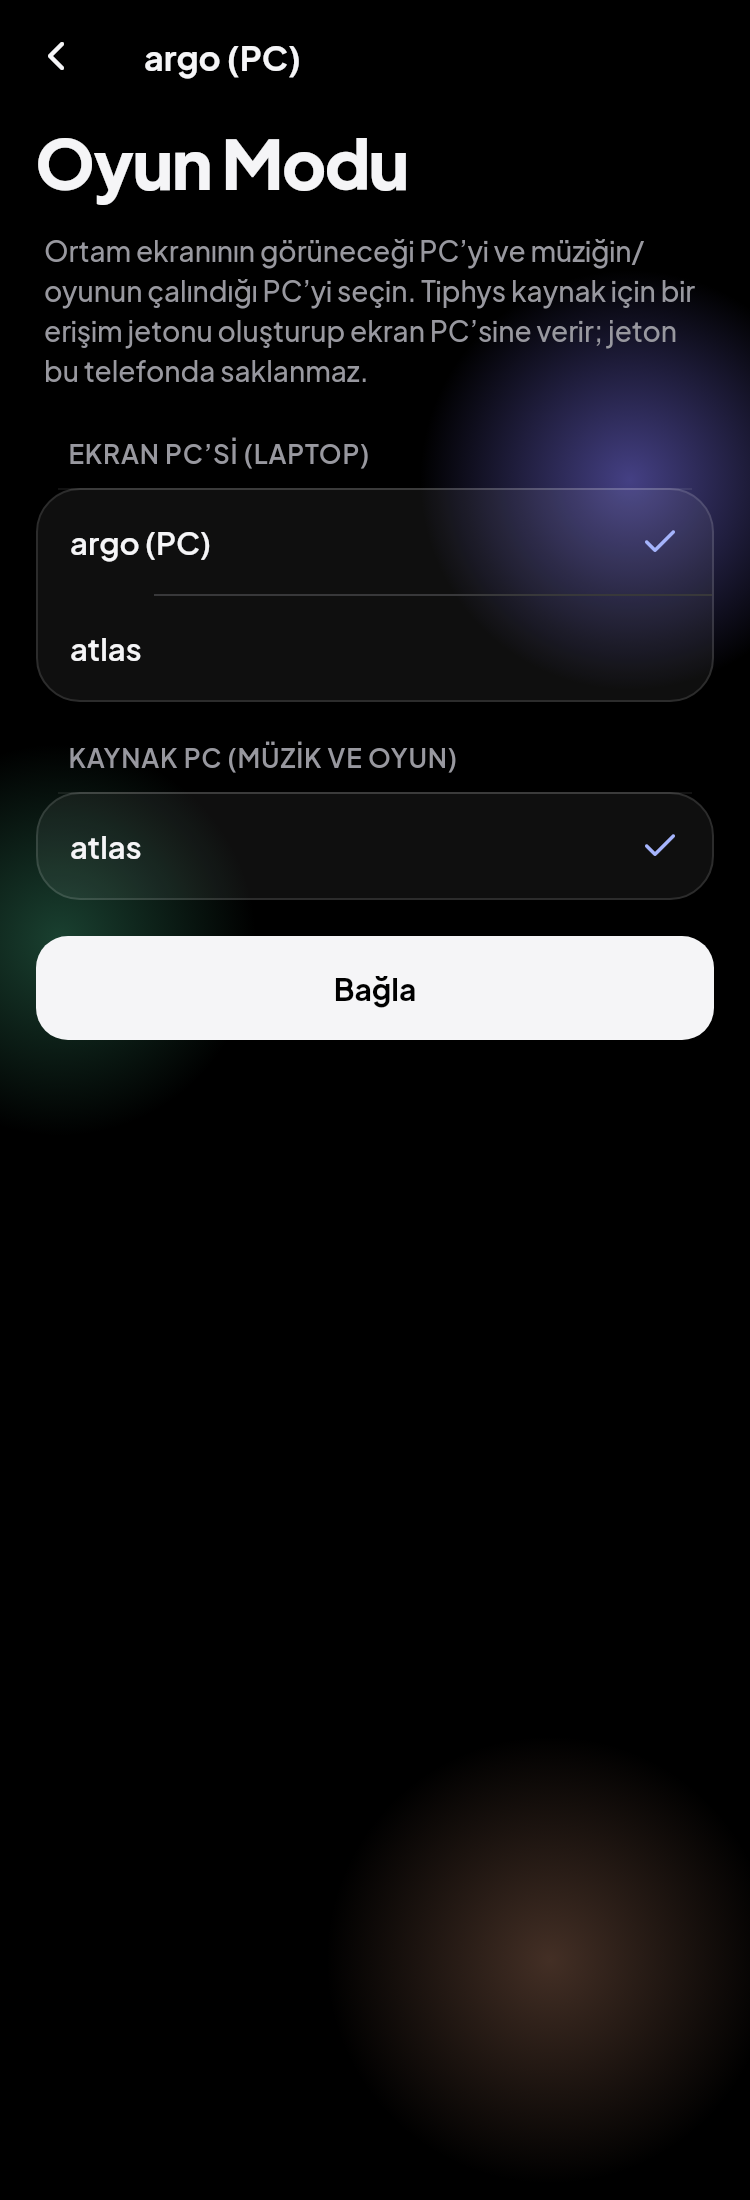 argo (PC)
Oyun Modu
Ortam ekranının görüneceği PC’yi ve müziğin/
oyunun çalındığı PC’yi seçin. Tiphys kaynak için bir
erişim jetonu oluşturup ekran PC’sine verir; jeton
bu telefonda saklanmaz.
EKRAN PC’Sİ (LAPTOP)
argo (PC)
atlas
KAYNAK PC (MÜZİK VE OYUN)
atlas
Bağla